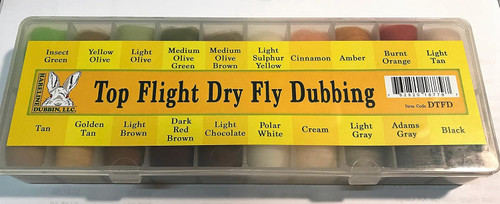 Insect Green
Yellow Olive
Light Olive
Medium Olive Green
Medium Olive Brown
Light Sulphur Yellow
Cinnamon
Amber
Burnt Orange
Light Tan
HARELINE DUBBIN, LLC.
Top Flight Dry Fly Dubbing
Item Code DTFD
Tan
Golden Tan
Light Brown
Dark Red Brown
Light Chocolate
Polar White
Cream
Light Gray
Adams Gray
Black